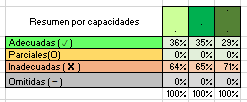 Resumen por capacidades
Adecuadas ( ✓ ) 36% 35% 29%
Parciales(O) 0% 0% 0%
Inadecuadas ( ✖ ) 64% 65% 71%
Omitidas ( – ) 0% 0% 0%
100% 100% 100%